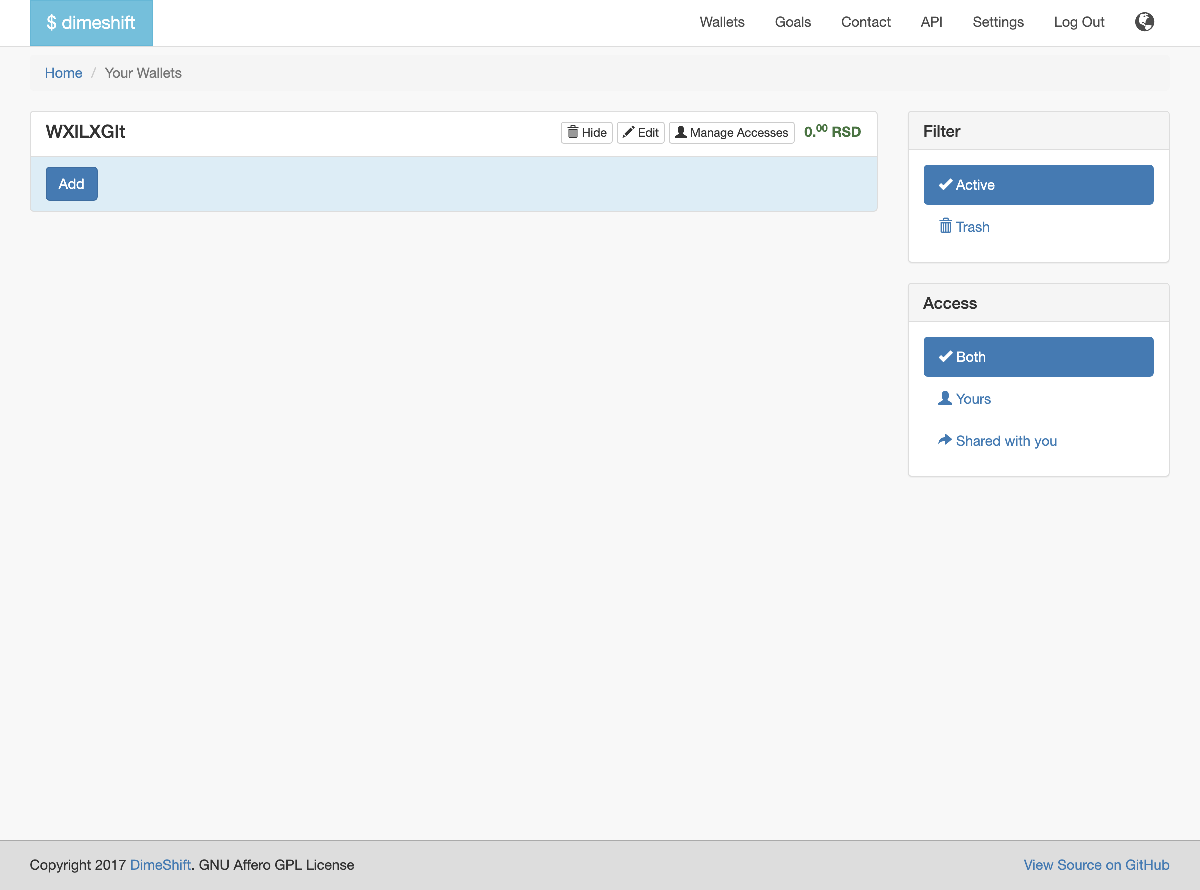 $ dimeshift
Wallets Goals Contact API Settings Log Out
Home / Your Wallets
WXILXGIt
Hide Edit Manage Accesses 0.00 RSD
Add
Filter
Active
Trash
Access
Both
Yours
Shared with you
Copyright 2017 DimeShift. GNU Affero GPL License
View Source on GitHub